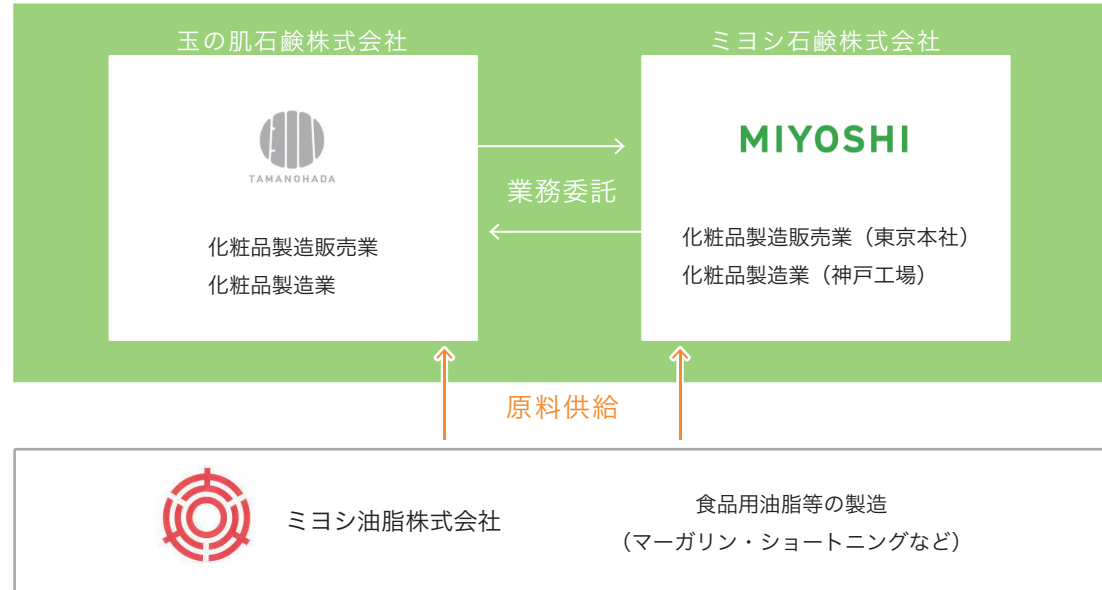 玉の肌石鹸株式会社
ミヨシ石鹸株式会社
TAMANOHADA
MIYOSHI
業務委託
化粧品製造販売業
化粧品製造業
化粧品製造販売業（東京本社）
化粧品製造業（神戸工場）
原料供給
ミヨシ油脂株式会社
食品用油脂等の製造
（マーガリン・ショートニングなど）